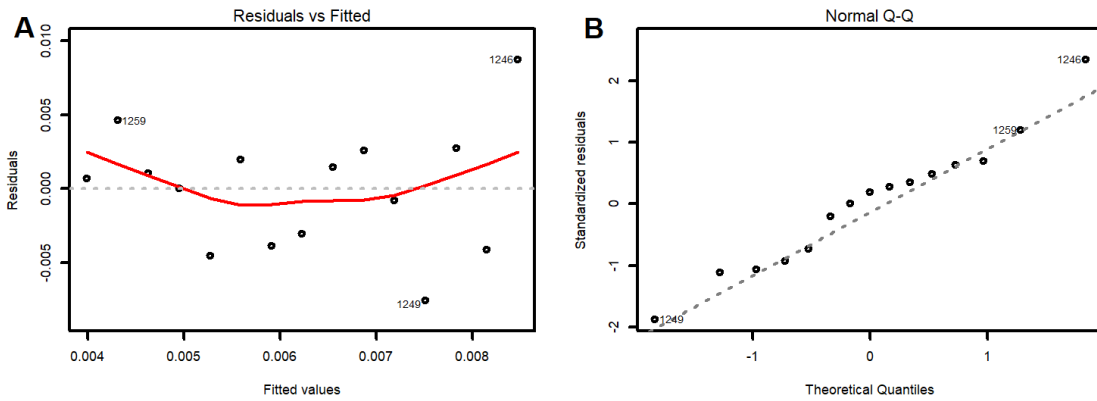 A
Residuals vs Fitted
Residuals
0.010
0.005
0.000
-0.005
1246
1259
1249
0.004
0.005
0.006
0.007
0.008
Fitted values
B
Normal Q-Q
Standardized residuals
2
1
0
-1
-2
1246
1259
1249
-1
0
1
Theoretical Quantiles